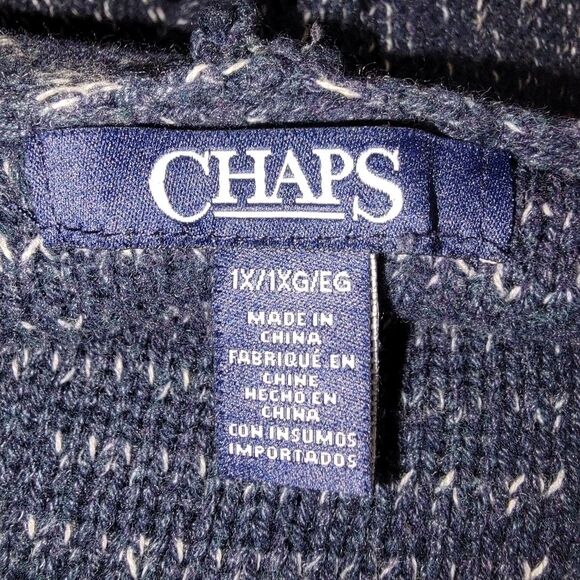 CHAPS
1X/1XG/EG
MADE IN
CHINA
FABRIQUÉ EN
CHINE
HECHO EN
CHINA
CON INSUMOS
IMPORTADOS